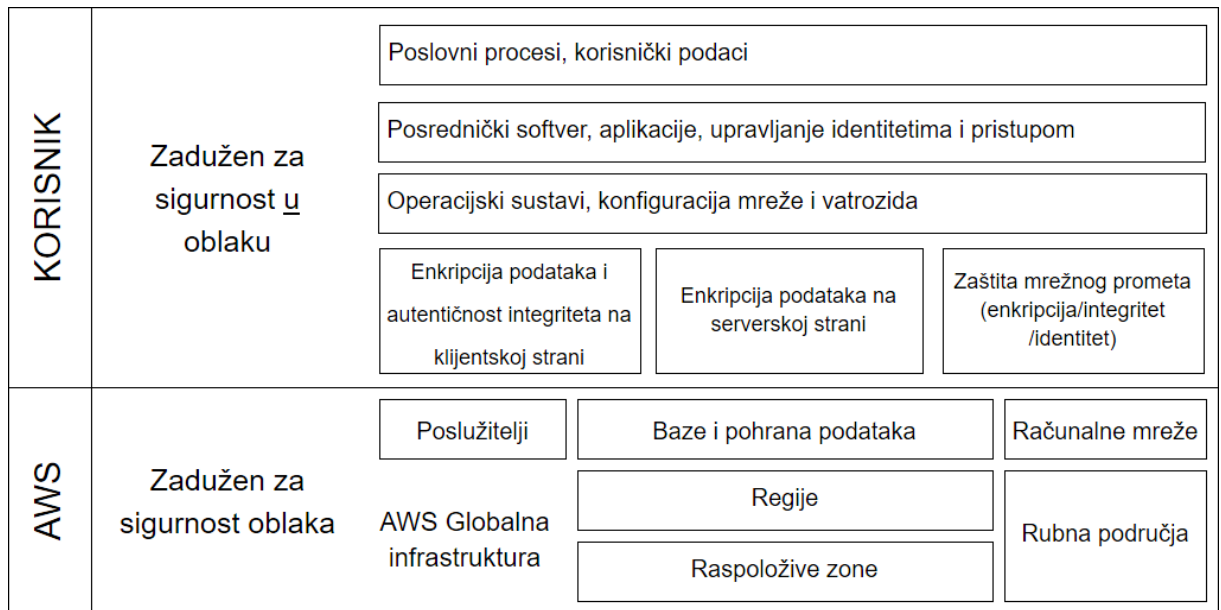 KORISNIK
Zadužen za
sigurnost u
oblaku
Poslovni procesi, korisnički podaci
Posrednički softver, aplikacije, upravljanje identitetima i pristupom
Operacijski sustavi, konfiguracija mreže i vatrozida
Enkripcija podataka i
autentičnost integriteta na
klijentskoj strani
Enkripcija podataka na
serverskoj strani
Zaštita mrežnog prometa
(enkripcija/integritet
/identitet)
AWS
Zadužen za
sigurnost oblaka
Poslužitelji
Baze i pohrana podataka
Računalne mreže
AWS Globalna
infrastruktura
Regije
Raspoložive zone
Rubna područja